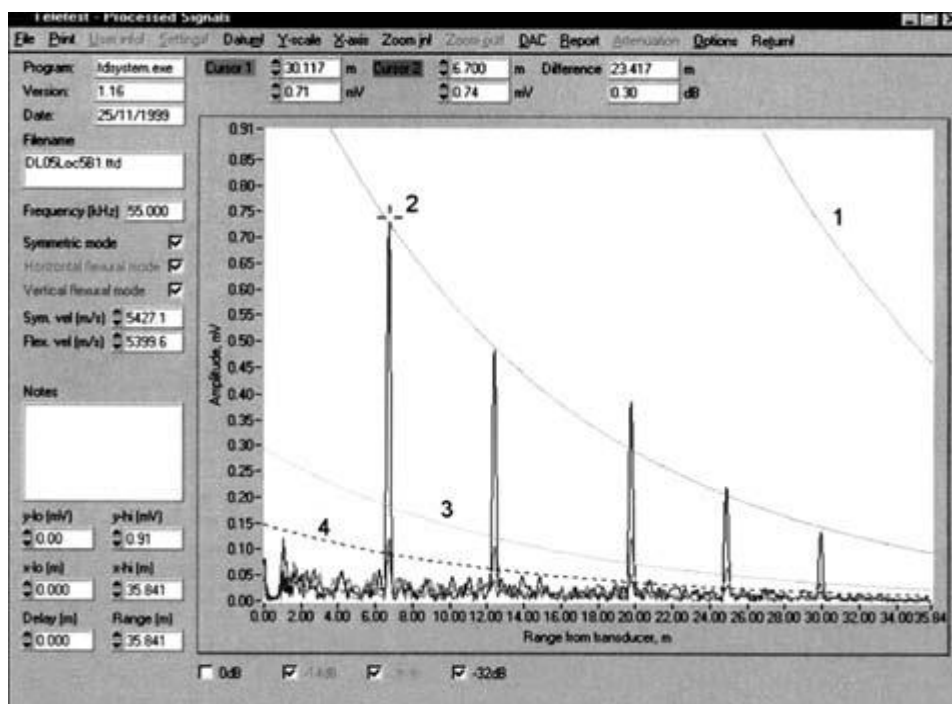 Teletest - Processed Signals
File Print User info! Settings! Datum! Y-scale X-axis Zoom in! Zoom out! DAC Report Attenuation Options Return!
Program: !dsystem.exe
Cursor 1 30.117 m Cursor 2 6.700 m Difference 23.417 m
Version: 1.16
0.71 mV 0.74 mV 0.30 dB
Date: 25/11/1999
Filename
DL05Loc5B1.ttd
Frequency (kHz) 55.000
Symmetric mode
Horizontal flexural mode
Vertical flexural mode
Sym. vel (m/s) 5427.1
Flex. vel (m/s) 5399.6
Notes
y-lo (mV) y-hi (mV)
0.00 0.91
x-lo (m) x-hi (m)
0.000 35.841
Delay (m) Range (m)
0.000 35.841
Amplitude, mV
0.91
0.85
0.80
0.75
0.70
0.65
0.60
0.55
0.50
0.45
0.40
0.35
0.30
0.25
0.20
0.15
0.10
0.05
0.00
1
2
3
4
0.0 2.00 4.00 6.00 8.00 10.00 12.00 14.00 16.00 18.00 20.00 22.00 24.00 26.00 28.00 30.00 32.00 34.00 35.84
Range from transducer, m
0dB -14dB -32dB